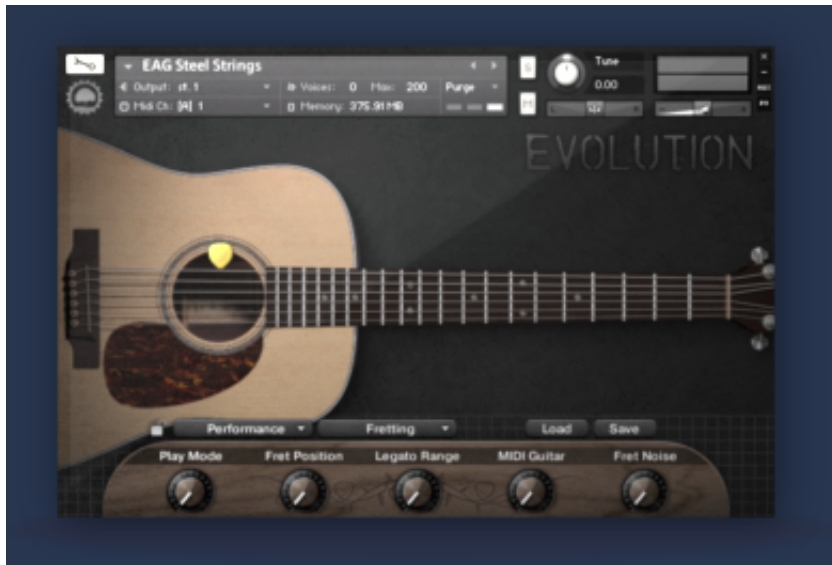 EAG Steel Strings
Output: st. 1
Voices: 0 Max: 200
Purge
Midi Ch: [A] 1
Memory: 375.91 MB
S
M
Tune
0.00
L
R
EVOLUTION
Performance
Fretting
Load
Save
Play Mode
Fret Position
Legato Range
MIDI Guitar
Fret Noise